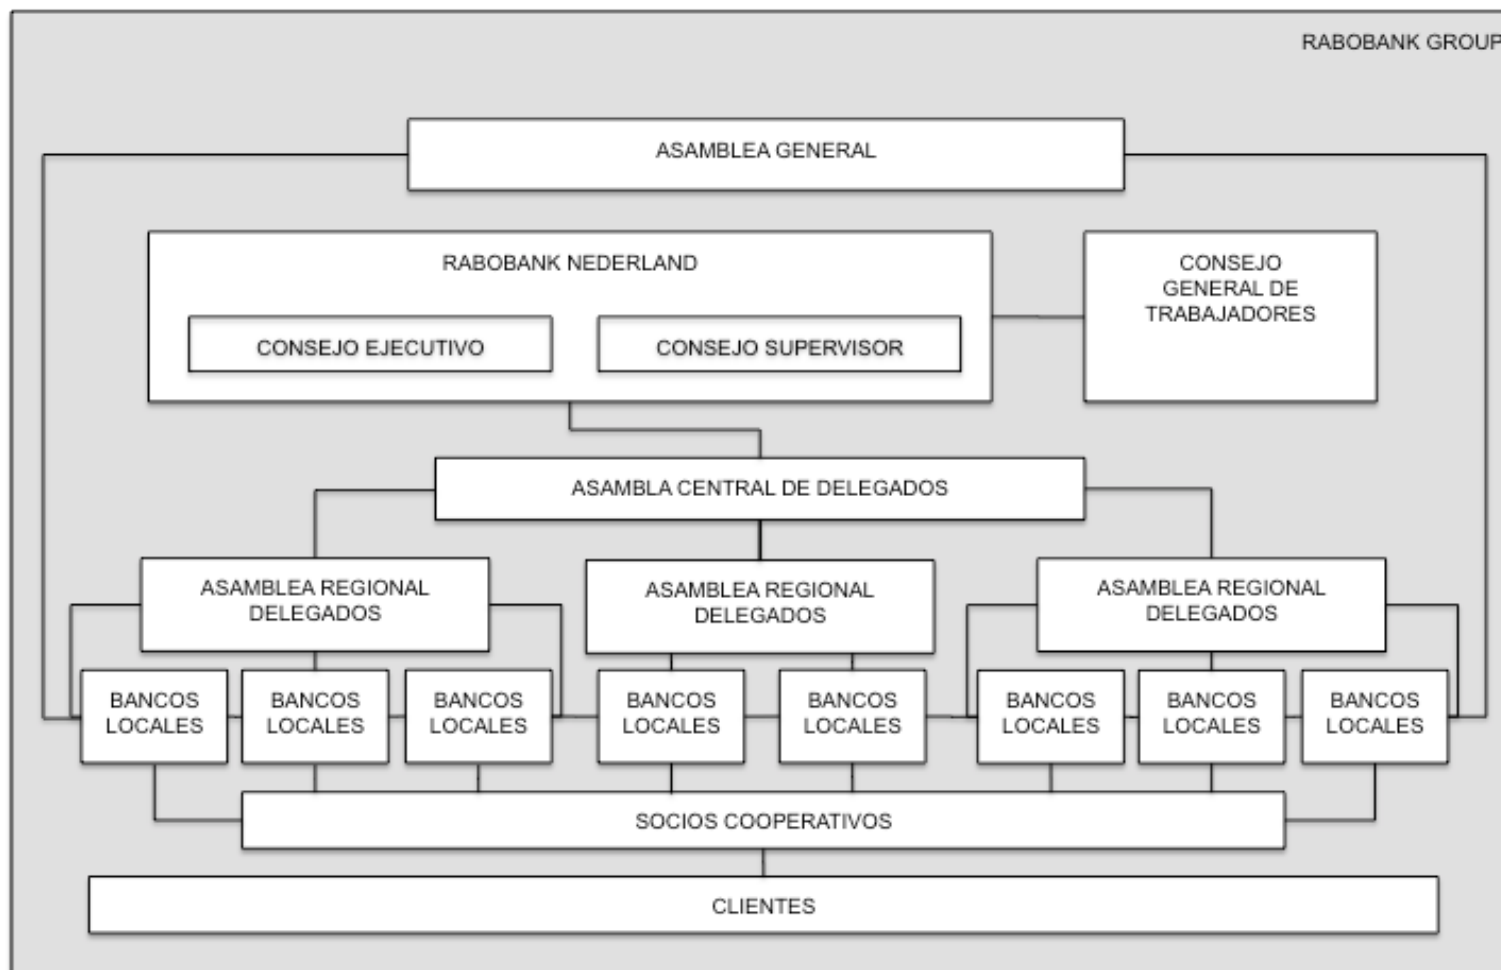 RABOBANK GROUP
ASAMBLEA GENERAL
RABOBANK NEDERLAND
CONSEJO EJECUTIVO
CONSEJO SUPERVISOR
CONSEJO
GENERAL DE
TRABAJADORES
ASAMBLA CENTRAL DE DELEGADOS
ASAMBLEA REGIONAL
DELEGADOS
ASAMBLEA REGIONAL
DELEGADOS
ASAMBLEA REGIONAL
DELEGADOS
BANCOS
LOCALES
BANCOS
LOCALES
BANCOS
LOCALES
BANCOS
LOCALES
BANCOS
LOCALES
BANCOS
LOCALES
BANCOS
LOCALES
BANCOS
LOCALES
SOCIOS COOPERATIVOS
CLIENTES